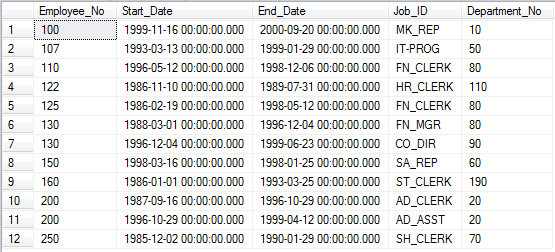 Employee_No Start_Date End_Date Job_ID Department_No
1 100 1999-11-16 00:00:00.000 2000-09-20 00:00:00.000 MK_REP 10
2 107 1993-03-13 00:00:00.000 1999-01-29 00:00:00.000 IT-PROG 50
3 110 1996-05-12 00:00:00.000 1998-12-06 00:00:00.000 FN_CLERK 80
4 122 1986-11-10 00:00:00.000 1989-07-31 00:00:00.000 HR_CLERK 110
5 125 1986-02-19 00:00:00.000 1998-05-12 00:00:00.000 FN_CLERK 80
6 130 1988-03-01 00:00:00.000 1996-12-04 00:00:00.000 FN_MGR 80
7 130 1996-12-04 00:00:00.000 1999-06-23 00:00:00.000 CO_DIR 90
8 150 1998-03-16 00:00:00.000 1998-01-25 00:00:00.000 SA_REP 60
9 160 1986-01-01 00:00:00.000 1993-03-25 00:00:00.000 ST_CLERK 190
10 200 1987-09-16 00:00:00.000 1996-10-29 00:00:00.000 AD_CLERK 20
11 200 1996-10-29 00:00:00.000 1999-04-12 00:00:00.000 AD_ASST 20
12 250 1985-12-02 00:00:00.000 1990-01-29 00:00:00.000 SH_CLERK 70